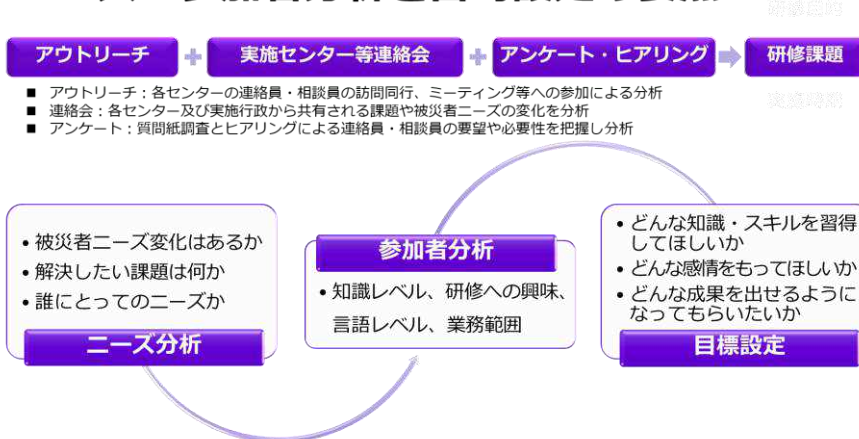 アウトリーチ
実施センター等連絡会
アンケート・ヒアリング
研修課題
■ アウトリーチ：各センターの連絡員・相談員の訪問同行、ミーティング等への参加による分析
■ 連絡会：各センター及び実施行政から共有される課題や被災者ニーズの変化を分析
■ アンケート：質問紙調査とヒアリングによる連絡員・相談員の要望や必要性を把握し分析
• 被災者ニーズ変化はあるか
• 解決したい課題は何か
• 誰にとってのニーズか
ニーズ分析
参加者分析
• 知識レベル、研修への興味、
言語レベル、業務範囲
• どんな知識・スキルを習得
してほしいか
• どんな感情をもってほしいか
• どんな成果を出せるように
なってもらいたいか
目標設定